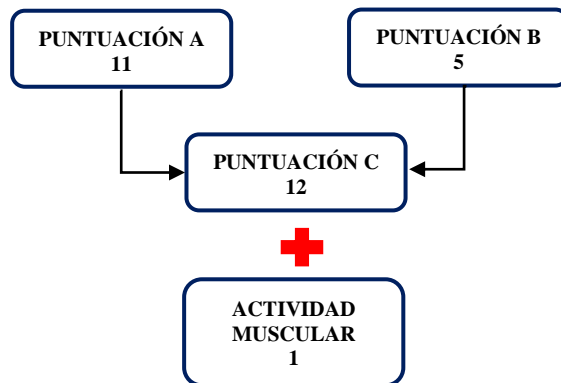 PUNTUACIÓN A
11
PUNTUACIÓN B
5
PUNTUACIÓN C
12
ACTIVIDAD
MUSCULAR
1